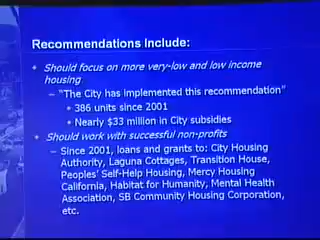 Recommendations Include:
• Should focus on more very-low and low income
housing
– "The City has implemented this recommendation"
• 386 units since 2001
• Nearly $33 million in City subsidies
• Should work with successful non-profits
– Since 2001, loans and grants to: City Housing
Authority, Laguna Cottages, Transition House,
Peoples' Self-Help Housing, Mercy Housing
California, Habitat for Humanity, Mental Health
Association, SB Community Housing Corporation,
etc.